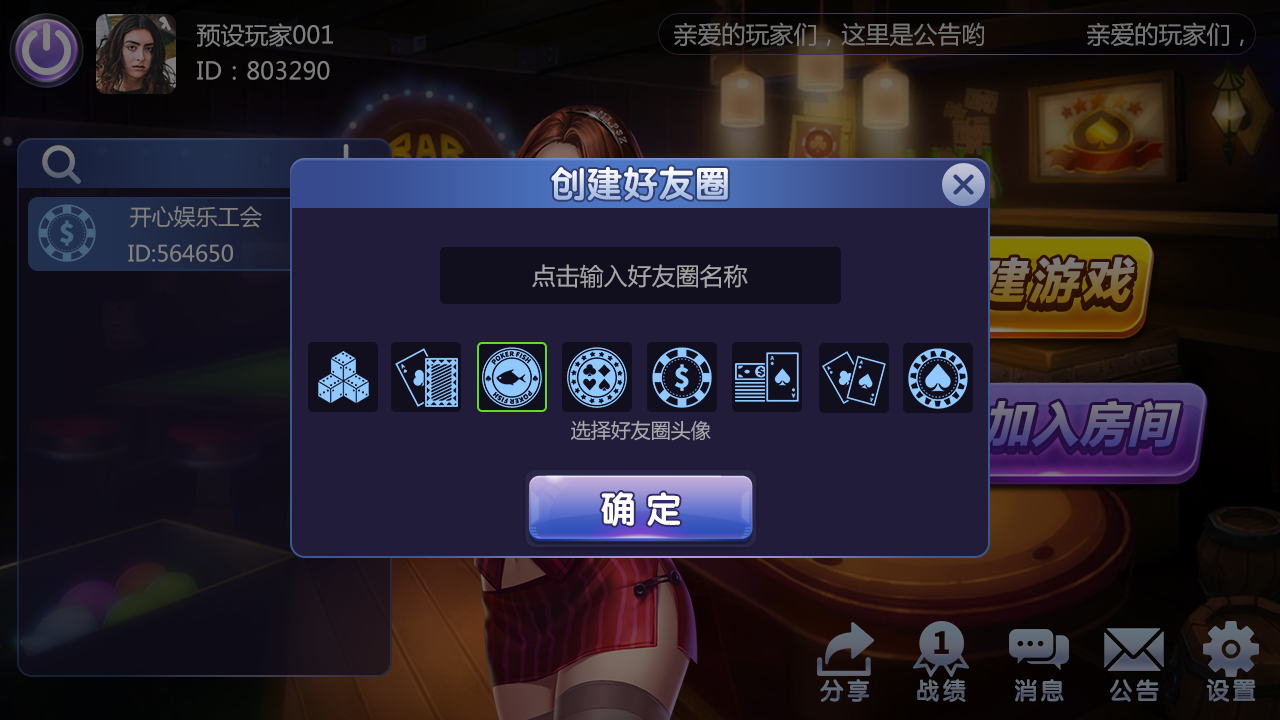 预设玩家001
ID：803290
亲爱的玩家们，这里是公告哟
亲爱的玩家们，
BAR
开心娱乐工会
ID:564650
创建好友圈
点击输入好友圈名称
POKER FISH
POKER FISH
选择好友圈头像
确定
建游戏
加入房间
1
分享
战绩
消息
公告
设置